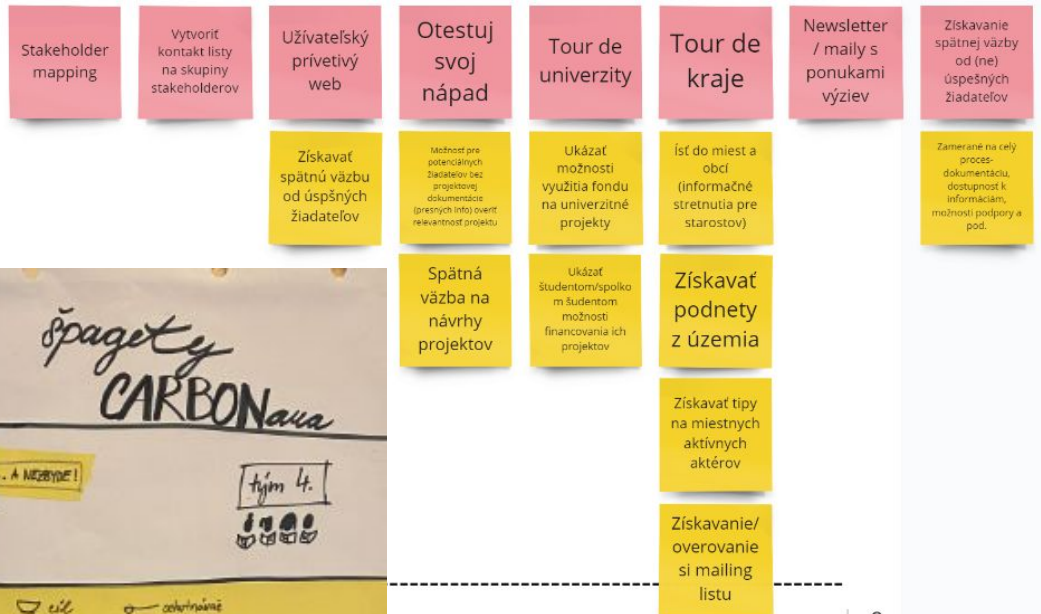 Stakeholder
mapping
Vytvoriť
kontakt listy
na skupiny
stakeholderov
Užívateľský
prívetivý
web
Otestuj
svoj
nápad
Tour de
univerzity
Tour de
kraje
Newsletter
/ maily s
ponukami
výziev
Získavanie
spätnej väzby
od (ne)
úspešných
žiadateľov
Získavať
spätnú väzbu
od úspšných
žiadateľov
Možnosť pre
potenciálnych
žiadateľov bez
projektovej
dokumentácie
(presných info) overiť
relevantnosť projektu
Ukázať
možnosti
využitia fondu
na univerzitné
projekty
Ísť do miest a
obcí
(informačné
stretnutia pre
starostov)
Zamerané na celý
proces-
dokumentáciu,
dostupnosť k
informáciám,
možnosti podpory a
pod.
Spätná
väzba na
návrhy
projektov
Ukázať
študentom/spolko
m šudentom
možnosti
financovania ich
projektov
Získavať
podnety
z územia
Získavať tipy
na miestnych
aktívnych
aktérov
Získavanie/
overovanie
si mailing
listu
špagety
CARBONara
.. A NEZBYDE!
tým 4.
cíl